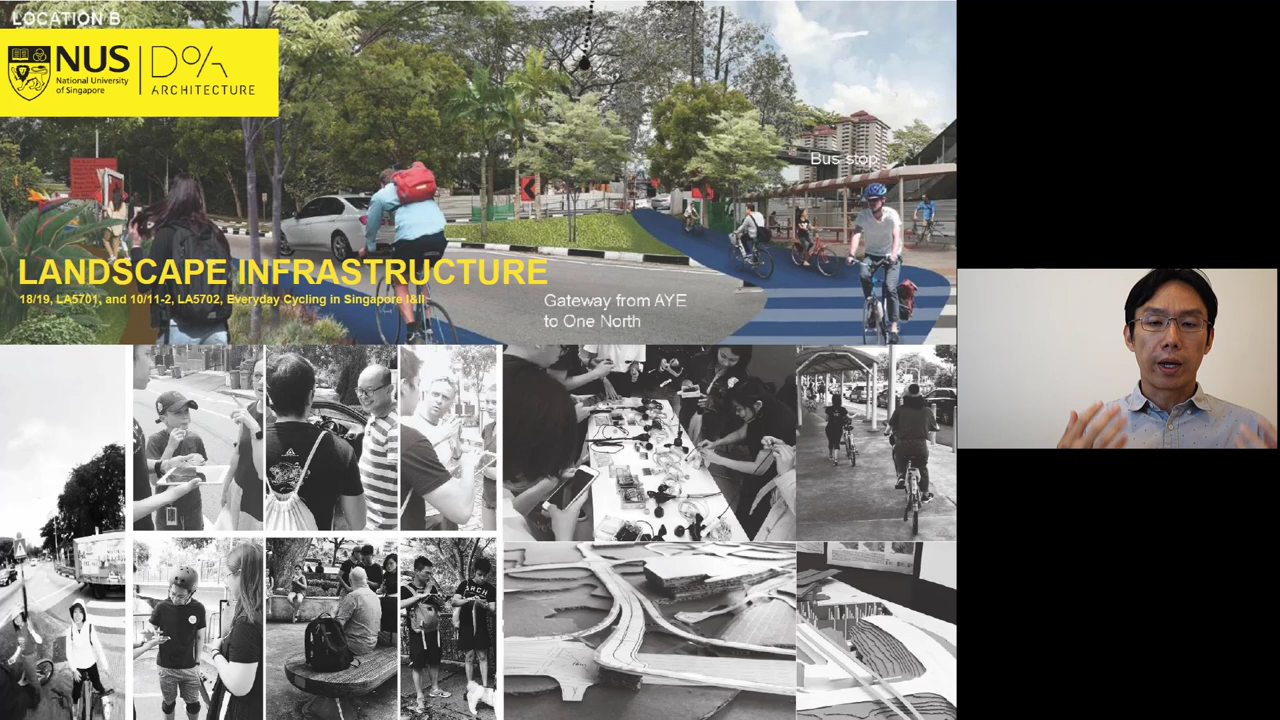 LOCATION B
NUS
National University
of Singapore
DOA
ARCHITECTURE
Bus stop
LANDSCAPE INFRASTRUCTURE
18/19, LA5701, and 10/11-2, LA5702, Everyday Cycling in Singapore I&II
Gateway from AYE
to One North
ARCH